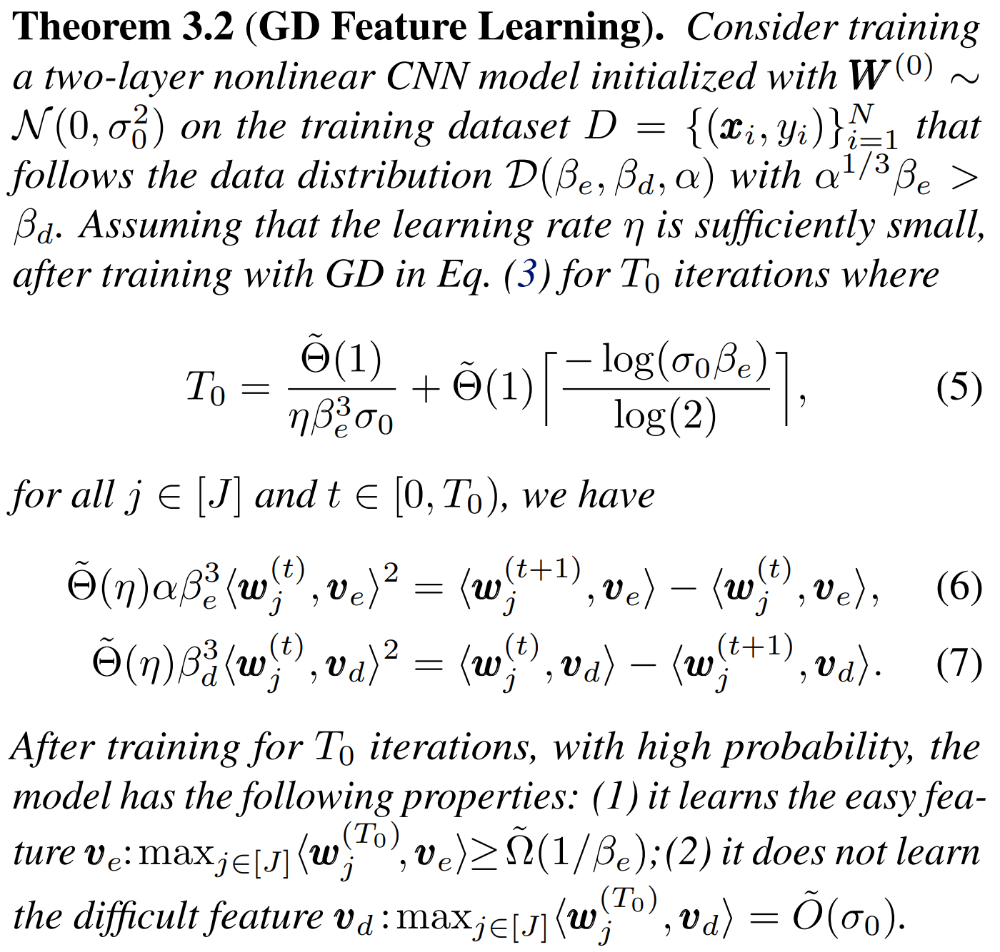 Theorem 3.2 (GD Feature Learning). Consider training
a two-layer nonlinear CNN model initialized with $\boldsymbol{W}^{(0)} \sim$
$\mathcal{N}(0, \sigma_0^2)$ on the training dataset $D = \{(\boldsymbol{x}_i, y_i)\}_{i=1}^N$ that
follows the data distribution $\mathcal{D}(\beta_e, \beta_d, \alpha)$ with $\alpha^{1/3}\beta_e >$
$\beta_d$. Assuming that the learning rate $\eta$ is sufficiently small,
after training with GD in Eq. (3) for $T_0$ iterations where
$T_0 = \frac{\tilde{\Theta}(1)}{\eta\beta_e^3\sigma_0} + \tilde{\Theta}(1)\left\lceil \frac{-\log(\sigma_0\beta_e)}{\log(2)} \right\rceil,$ (5)
for all $j \in [J]$ and $t \in [0, T_0)$, we have
$\tilde{\Theta}(\eta)\alpha\beta_e^3\langle \boldsymbol{w}_j^{(t)}, \boldsymbol{v}_e \rangle^2 = \langle \boldsymbol{w}_j^{(t+1)}, \boldsymbol{v}_e \rangle - \langle \boldsymbol{w}_j^{(t)}, \boldsymbol{v}_e \rangle,$ (6)
$\tilde{\Theta}(\eta)\beta_d^3\langle \boldsymbol{w}_j^{(t)}, \boldsymbol{v}_d \rangle^2 = \langle \boldsymbol{w}_j^{(t)}, \boldsymbol{v}_d \rangle - \langle \boldsymbol{w}_j^{(t+1)}, \boldsymbol{v}_d \rangle.$ (7)
After training for $T_0$ iterations, with high probability, the
model has the following properties: (1) it learns the easy fea-
ture $\boldsymbol{v}_e$: $\max_{j\in[J]}\langle \boldsymbol{w}_j^{(T_0)}, \boldsymbol{v}_e \rangle \geq \tilde{\Omega}(1/\beta_e)$; (2) it does not learn
the difficult feature $\boldsymbol{v}_d$: $\max_{j\in[J]}\langle \boldsymbol{w}_j^{(T_0)}, \boldsymbol{v}_d \rangle = \tilde{O}(\sigma_0)$.